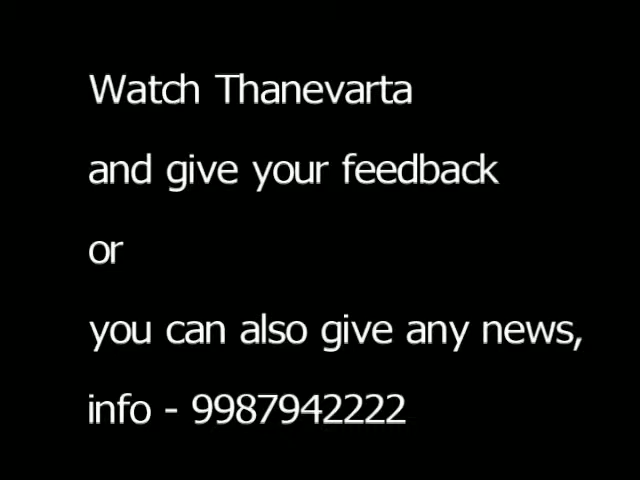 Watch Thanevarta
and give your feedback
or
you can also give any news,
info - 9987942222